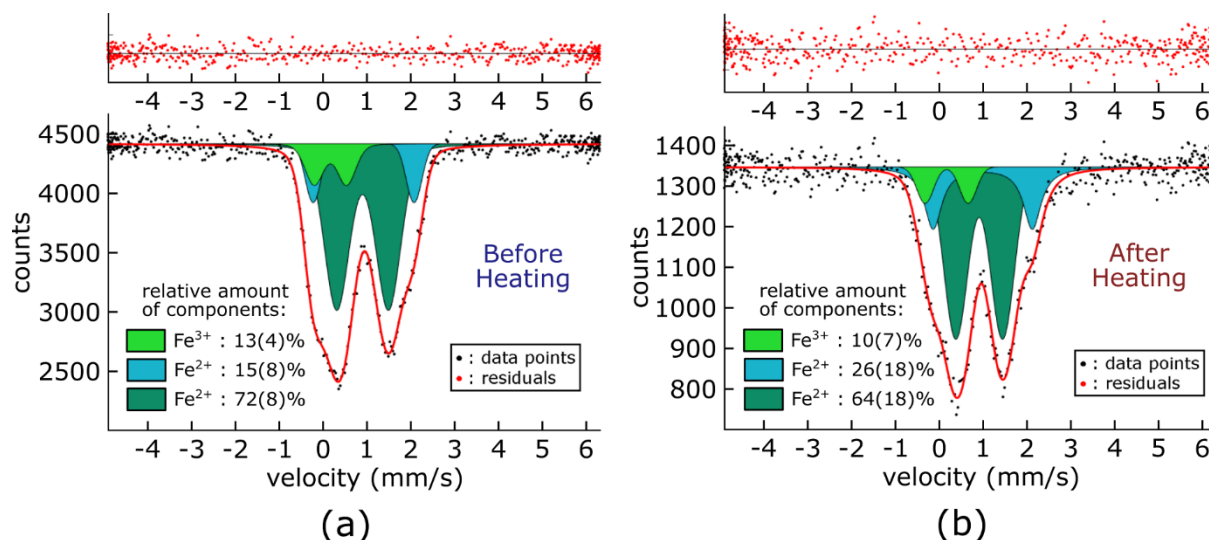 -4 -3 -2 -1 0 1 2 3 4 5 6
4500
4000
3500
3000
2500
counts
Before
Heating
relative amount
of components:
Fe³⁺ : 13(4)%
Fe²⁺ : 15(8)%
Fe²⁺ : 72(8)%
• : data points
• : residuals
-4 -3 -2 -1 0 1 2 3 4 5 6
velocity (mm/s)
(a)
-4 -3 -2 -1 0 1 2 3 4 5 6
1400
1300
1200
1100
1000
900
800
counts
After
Heating
relative amount
of components:
Fe³⁺ : 10(7)%
Fe²⁺ : 26(18)%
Fe²⁺ : 64(18)%
• : data points
• : residuals
-4 -3 -2 -1 0 1 2 3 4 5 6
velocity (mm/s)
(b)